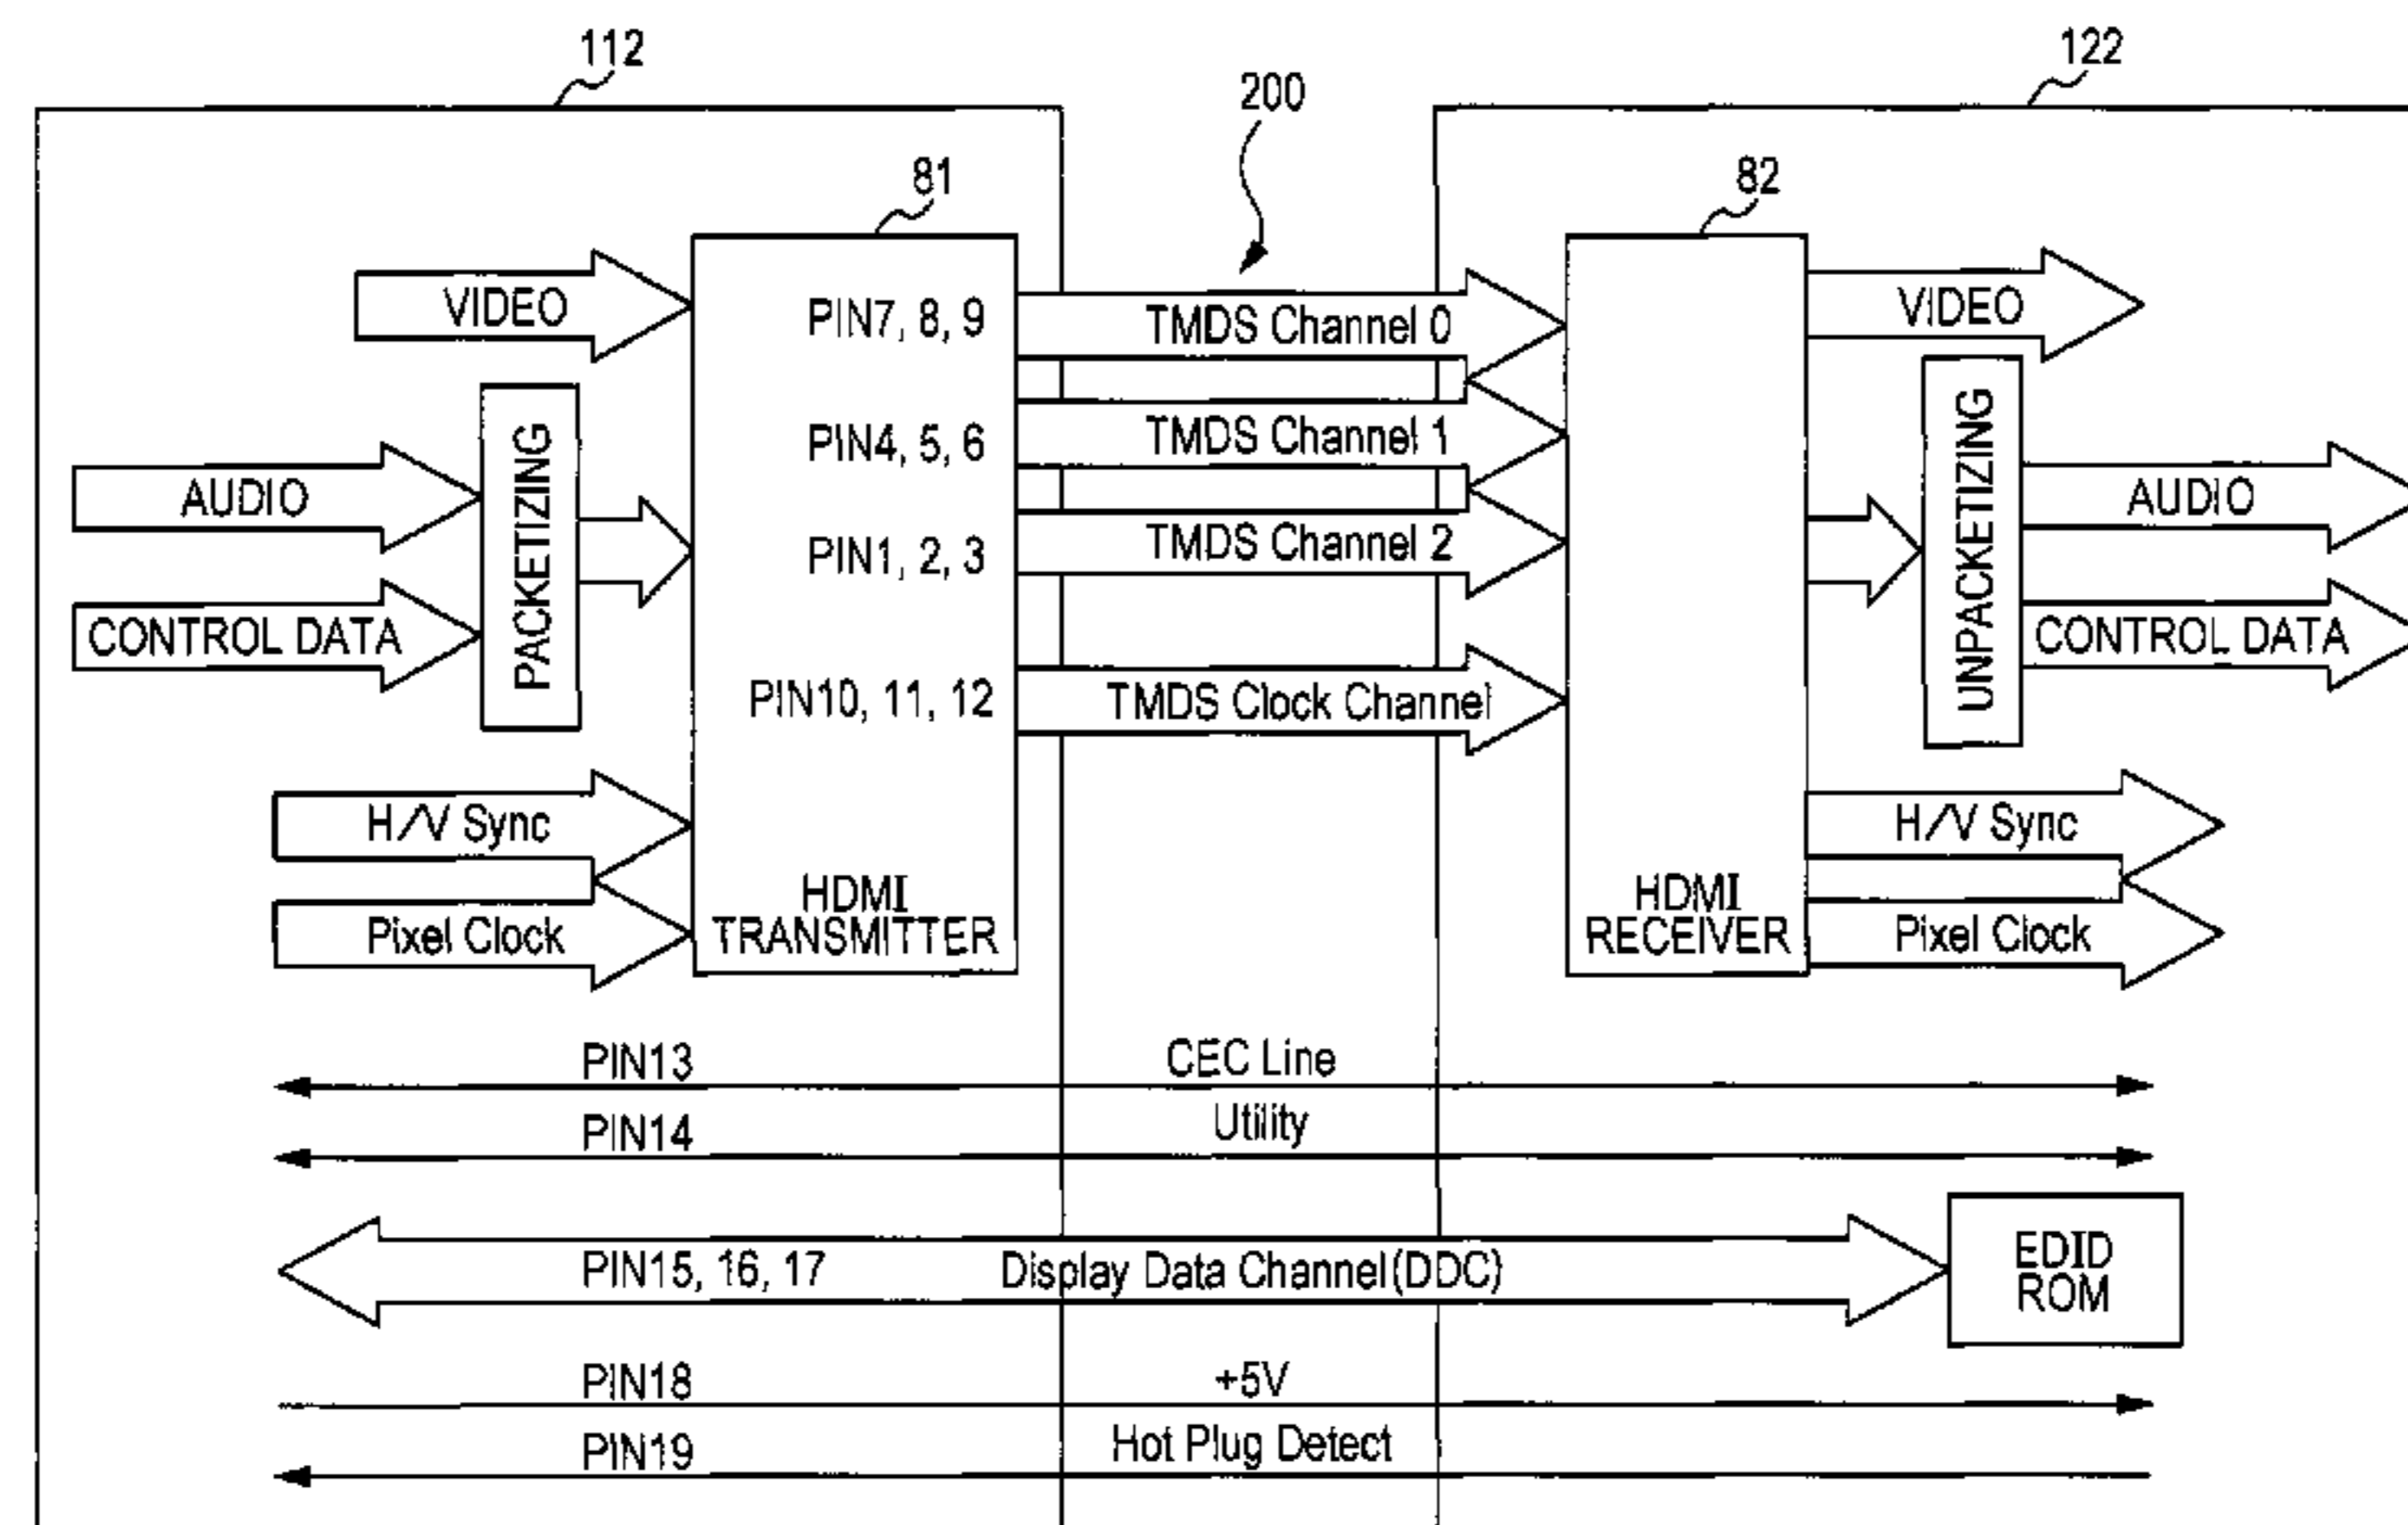 112
122
200
81
82
VIDEO
PIN7, 8, 9
TMDS Channel 0
VIDEO
AUDIO
PACKETIZING
PIN4, 5, 6
TMDS Channel 1
UNPACKETIZING
AUDIO
PIN1, 2, 3
TMDS Channel 2
CONTROL DATA
CONTROL DATA
PIN10, 11, 12
TMDS Clock Channel
H/V Sync
H/V Sync
Pixel Clock
HDMI
TRANSMITTER
HDMI
RECEIVER
Pixel Clock
PIN13
CEC Line
PIN14
Utility
PIN15, 16, 17
Display Data Channel(DDC)
EDID
ROM
PIN18
+5V
PIN19
Hot Plug Detect